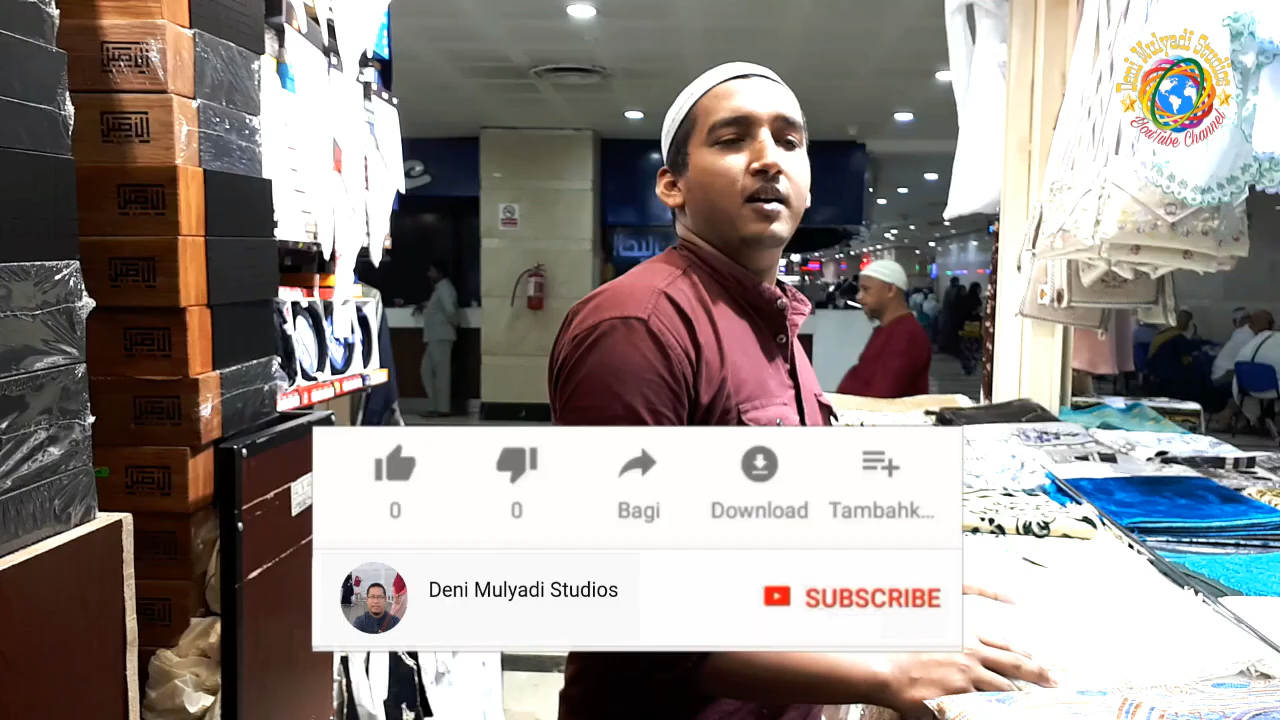 Deni Mulyadi Studios
YouTube Channel
0
0
Bagi
Download
Tambahk...
Deni Mulyadi Studios
SUBSCRIBE